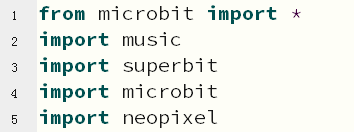 1 from microbit import *
2 import music
3 import superbit
4 import microbit
5 import neopixel